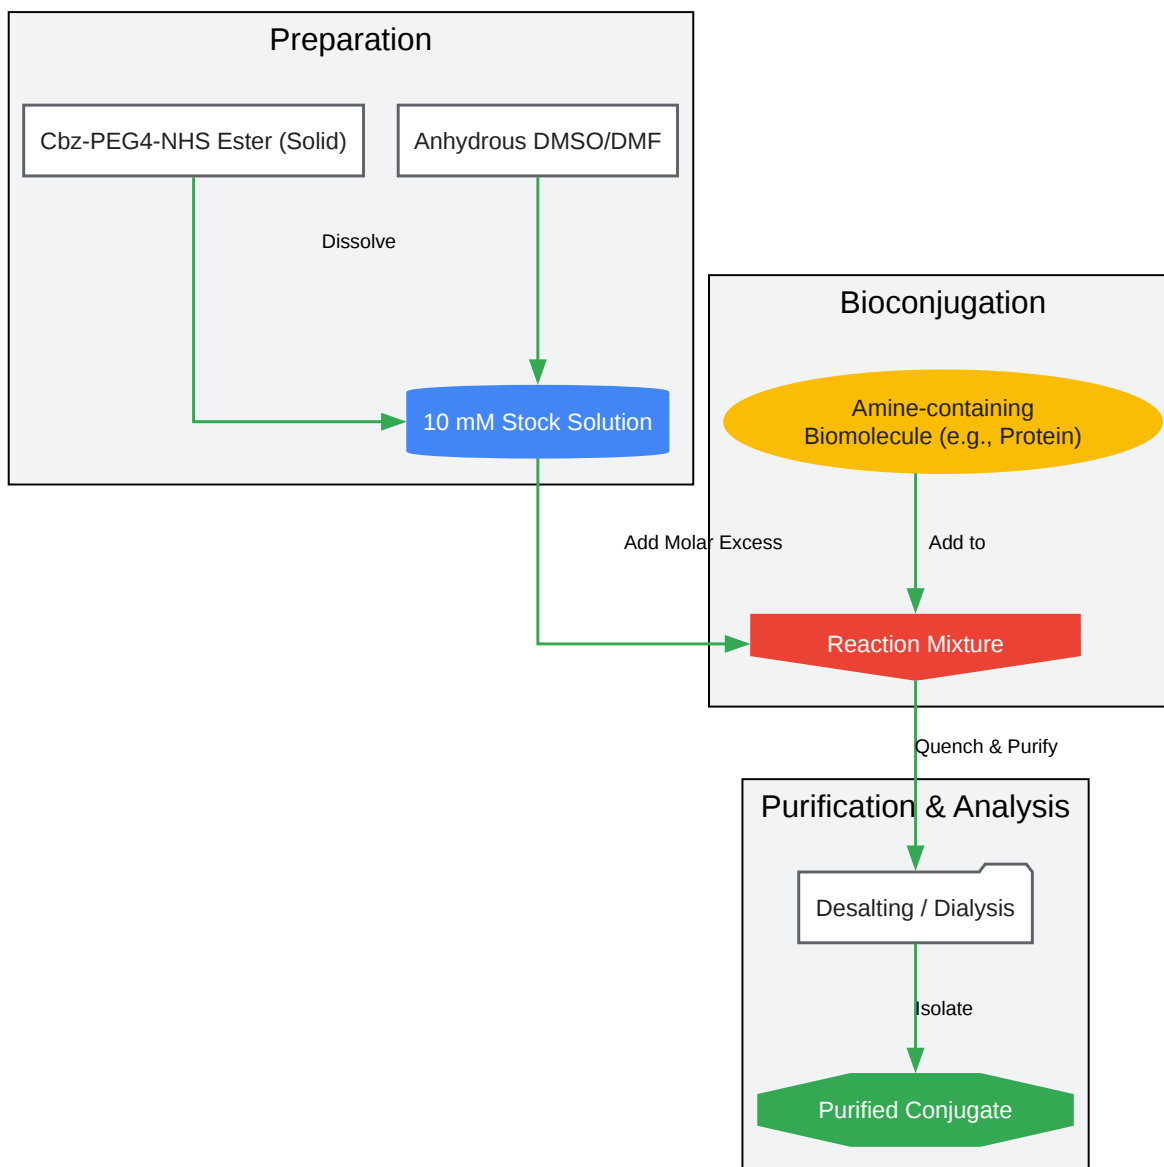 Preparation
Cbz-PEG4-NHS Ester (Solid)
Anhydrous DMSO/DMF
Dissolve
10 mM Stock Solution
Bioconjugation
Amine-containing
Biomolecule (e.g., Protein)
Add Molar Excess
Add to
Reaction Mixture
Quench & Purify
Purification & Analysis
Desalting / Dialysis
Isolate
Purified Conjugate